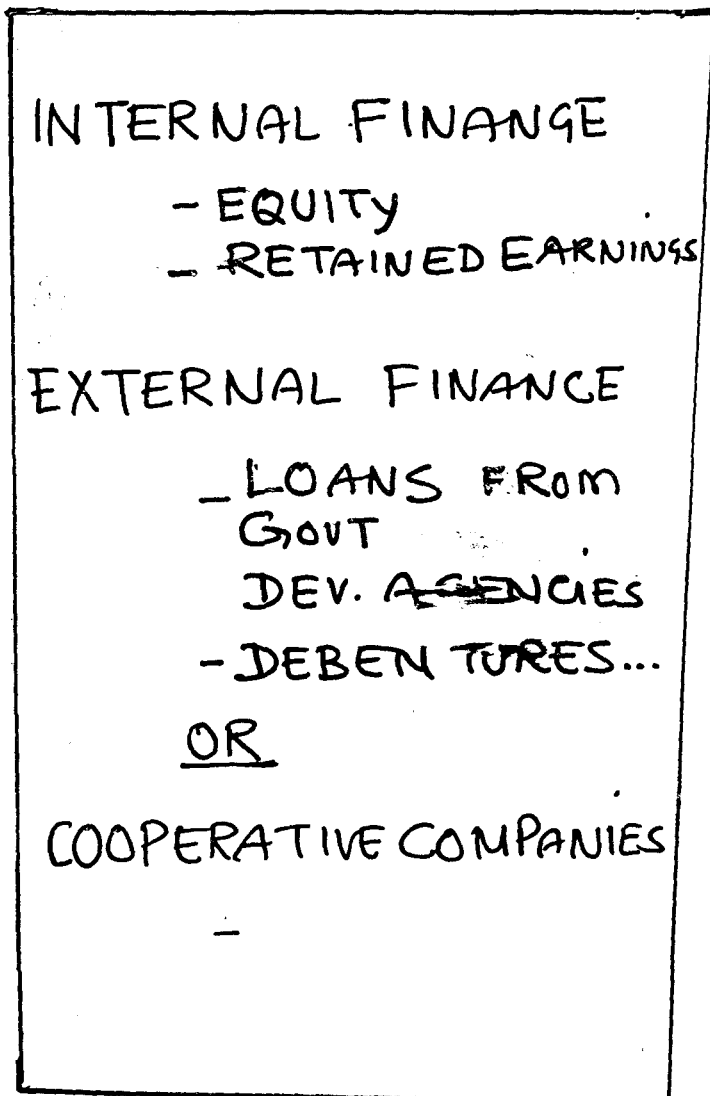 INTERNAL FINANCE
- EQUITY
- RETAINED EARNINGS
EXTERNAL FINANCE
- LOANS FROM
GOVT
DEV. AGENCIES
- DEBENTURES...
OR
COOPERATIVE COMPANIES
-